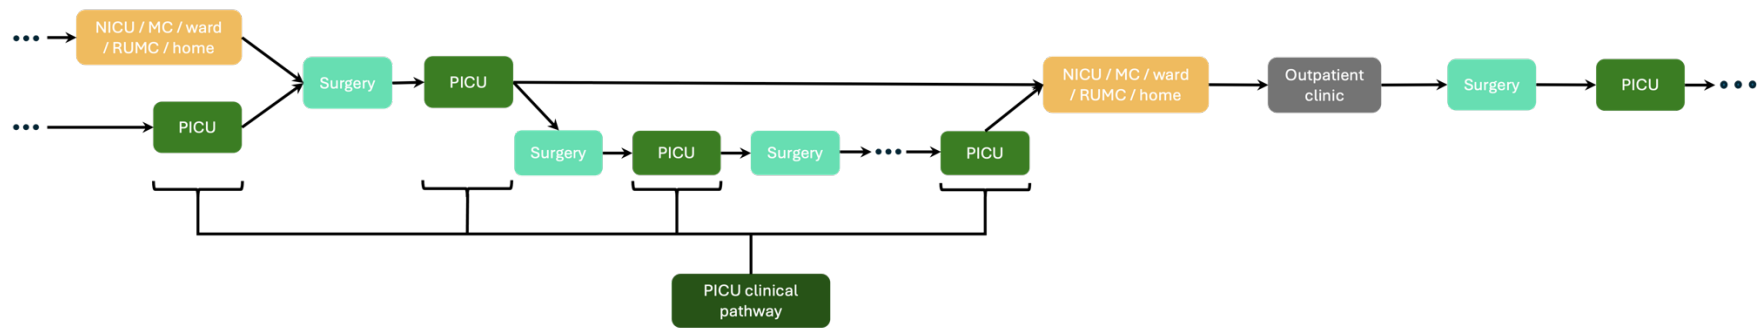 NICU / MC / ward
/ RUMC / home
Surgery
PICU
PICU
Surgery
PICU
Surgery
PICU
NICU / MC / ward
/ RUMC / home
Outpatient
clinic
Surgery
PICU
PICU clinical
pathway